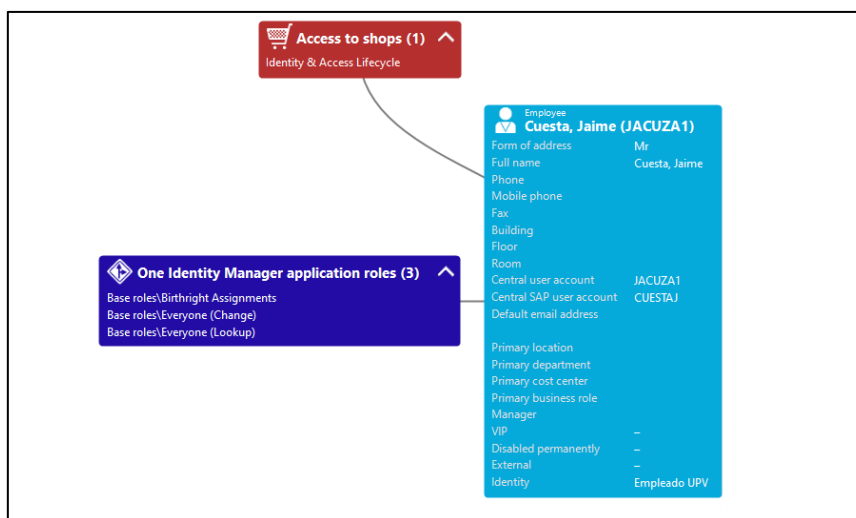 Access to shops (1)
Identity & Access Lifecycle
Employee
Cuesta, Jaime (JACUZA1)
Form of address Mr
Full name Cuesta, Jaime
Phone
Mobile phone
Fax
Building
Floor
Room
Central user account JACUZA1
Central SAP user account CUESTAJ
Default email address
Primary location
Primary department
Primary cost center
Primary business role
Manager
VIP –
Disabled permanently –
External –
Identity Empleado UPV
One Identity Manager application roles (3)
Base roles\Birthright Assignments
Base roles\Everyone (Change)
Base roles\Everyone (Lookup)